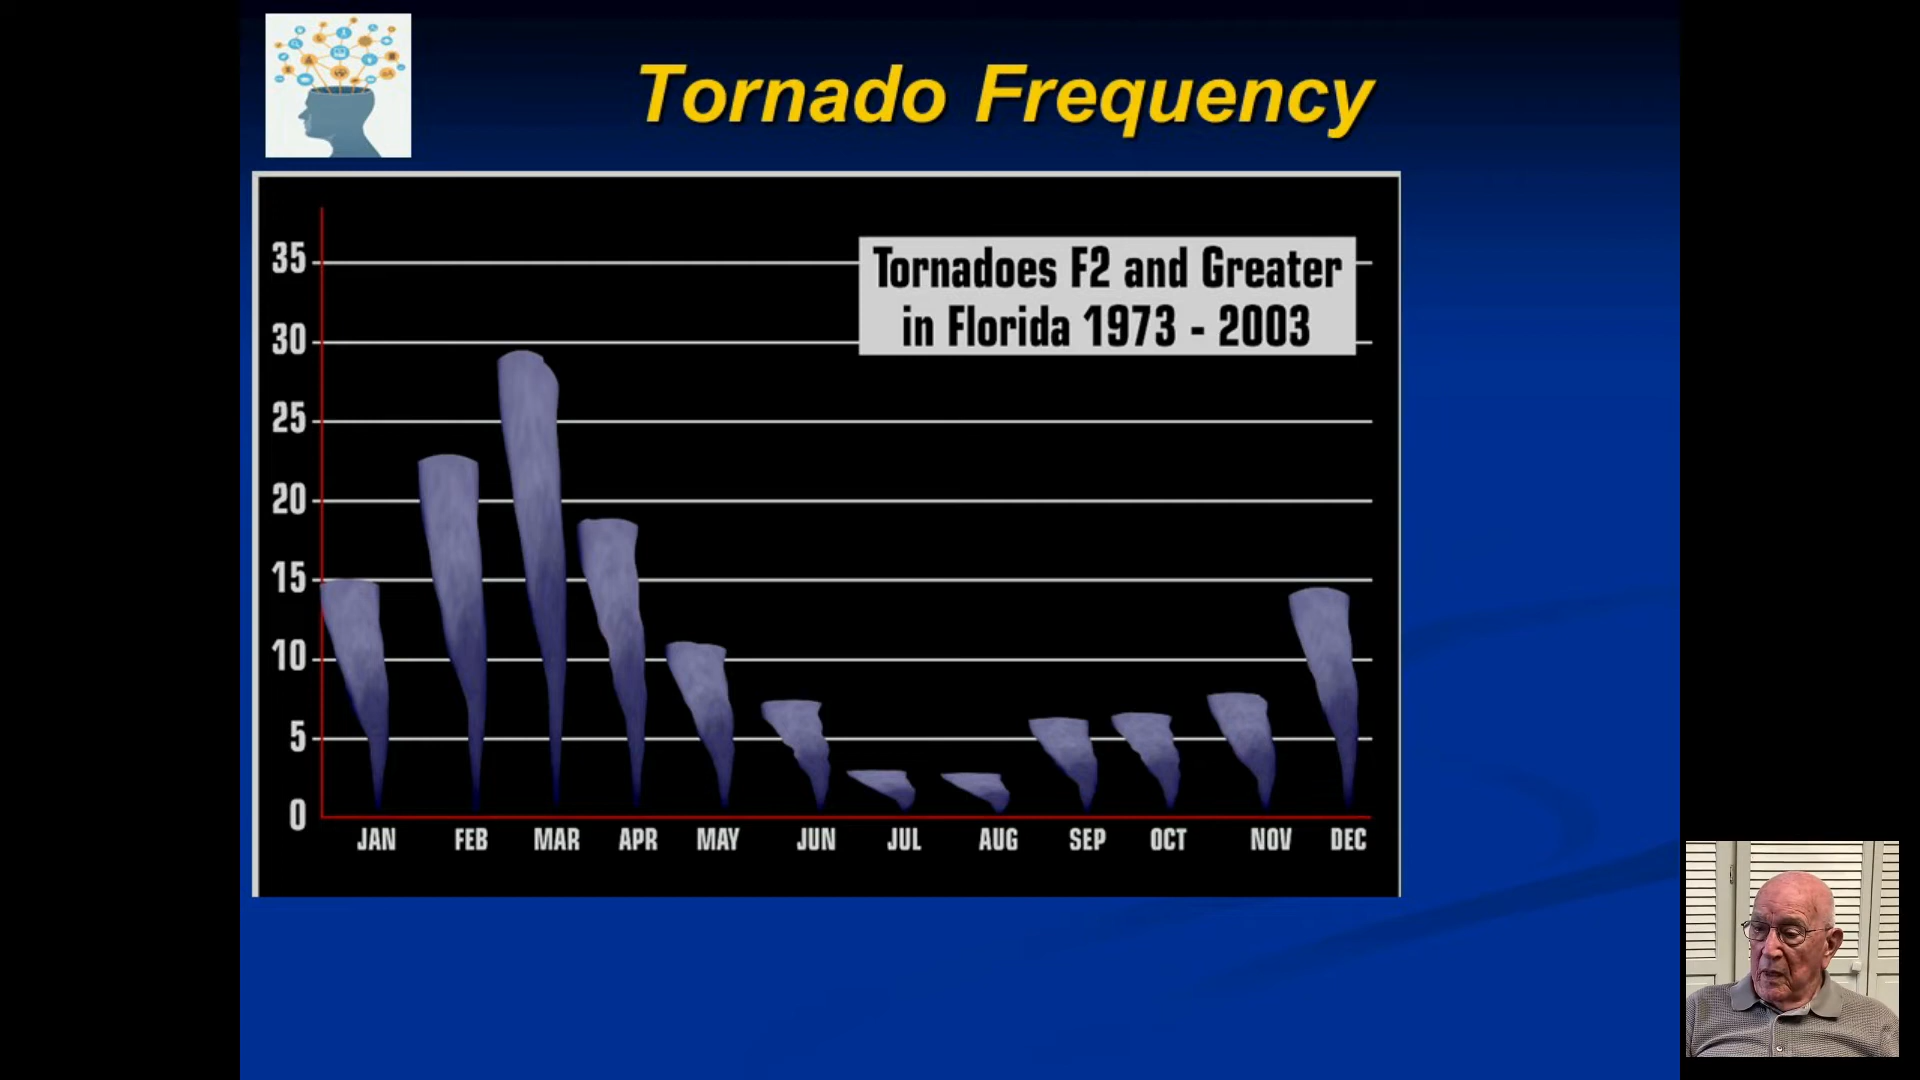 Tornado Frequency
Tornadoes F2 and Greater
in Florida 1973 - 2003
35
30
25
20
15
10
5
0
JAN FEB MAR APR MAY JUN JUL AUG SEP OCT NOV DEC